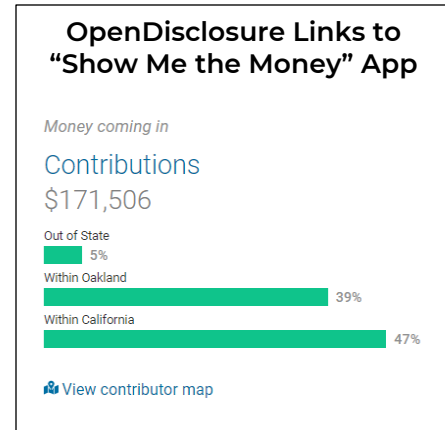 OpenDisclosure Links to
“Show Me the Money” App
Money coming in
Contributions
$171,506
Out of State
5%
Within Oakland
39%
Within California
47%
View contributor map